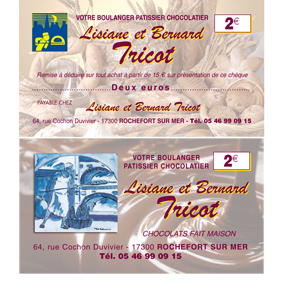 VOTRE BOULANGER PATISSIER CHOCOLATIER
2€
Lisiane et Bernard
Tricot
Remise à déduire sur tout achat à partir de 15 € sur présentation de ce chèque
Deux euros
PAYABLE CHEZ
Lisiane et Bernard Tricot
64, rue Cochon Duvivier - 17300 ROCHEFORT SUR MER - Tél. 05 46 99 09 15
VOTRE BOULANGER
PATISSIER CHOCOLATIER
2€
Lisiane et Bernard
Tricot
CHOCOLATS FAIT MAISON
64, rue Cochon Duvivier - 17300 ROCHEFORT SUR MER
Tél. 05 46 99 09 15